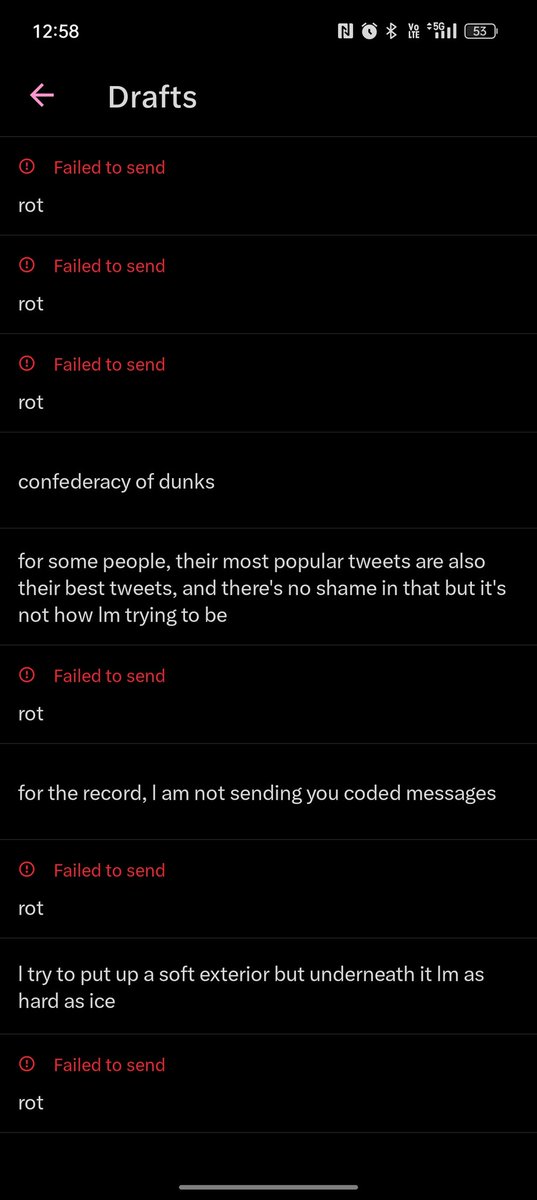 12:58
Vo
LTE
5G
53
Drafts
Failed to send
rot
Failed to send
rot
Failed to send
rot
confederacy of dunks
for some people, their most popular tweets are also
their best tweets, and there's no shame in that but it's
not how Im trying to be
Failed to send
rot
for the record, I am not sending you coded messages
Failed to send
rot
I try to put up a soft exterior but underneath it Im as
hard as ice
Failed to send
rot